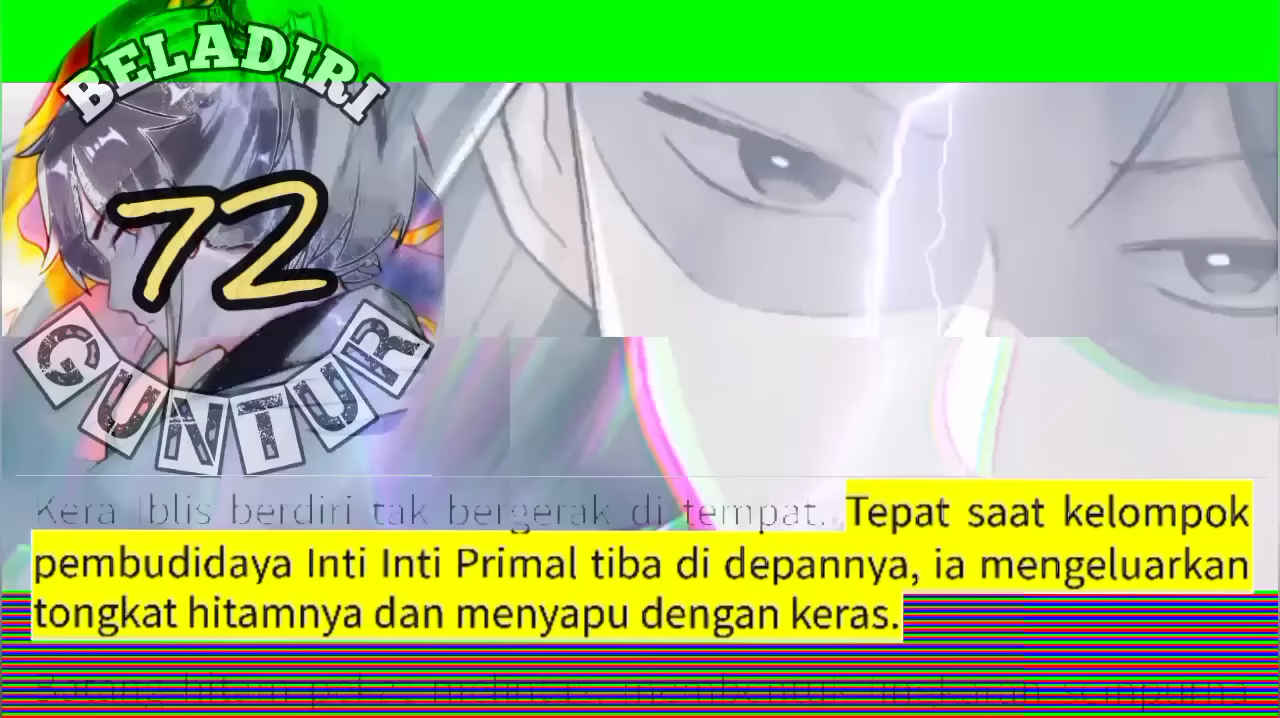 BELADIRI
72
GUNTUR
Kera Iblis berdiri tak bergerak di tempat. Tepat saat kelompok
pembudidaya Inti Inti Primal tiba di depannya, ia mengeluarkan
tongkat hitamnya dan menyapu dengan keras.